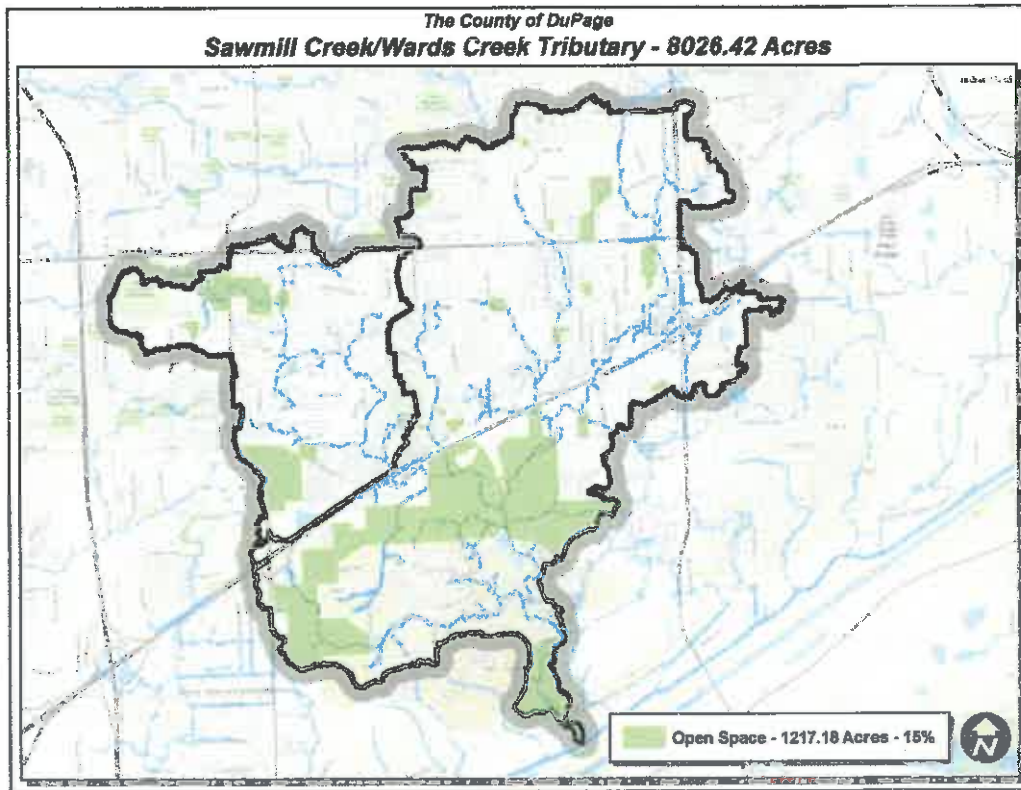 The County of DuPage
Sawmill Creek/Wards Creek Tributary - 8026.42 Acres
Open Space - 1217.18 Acres - 15%
N